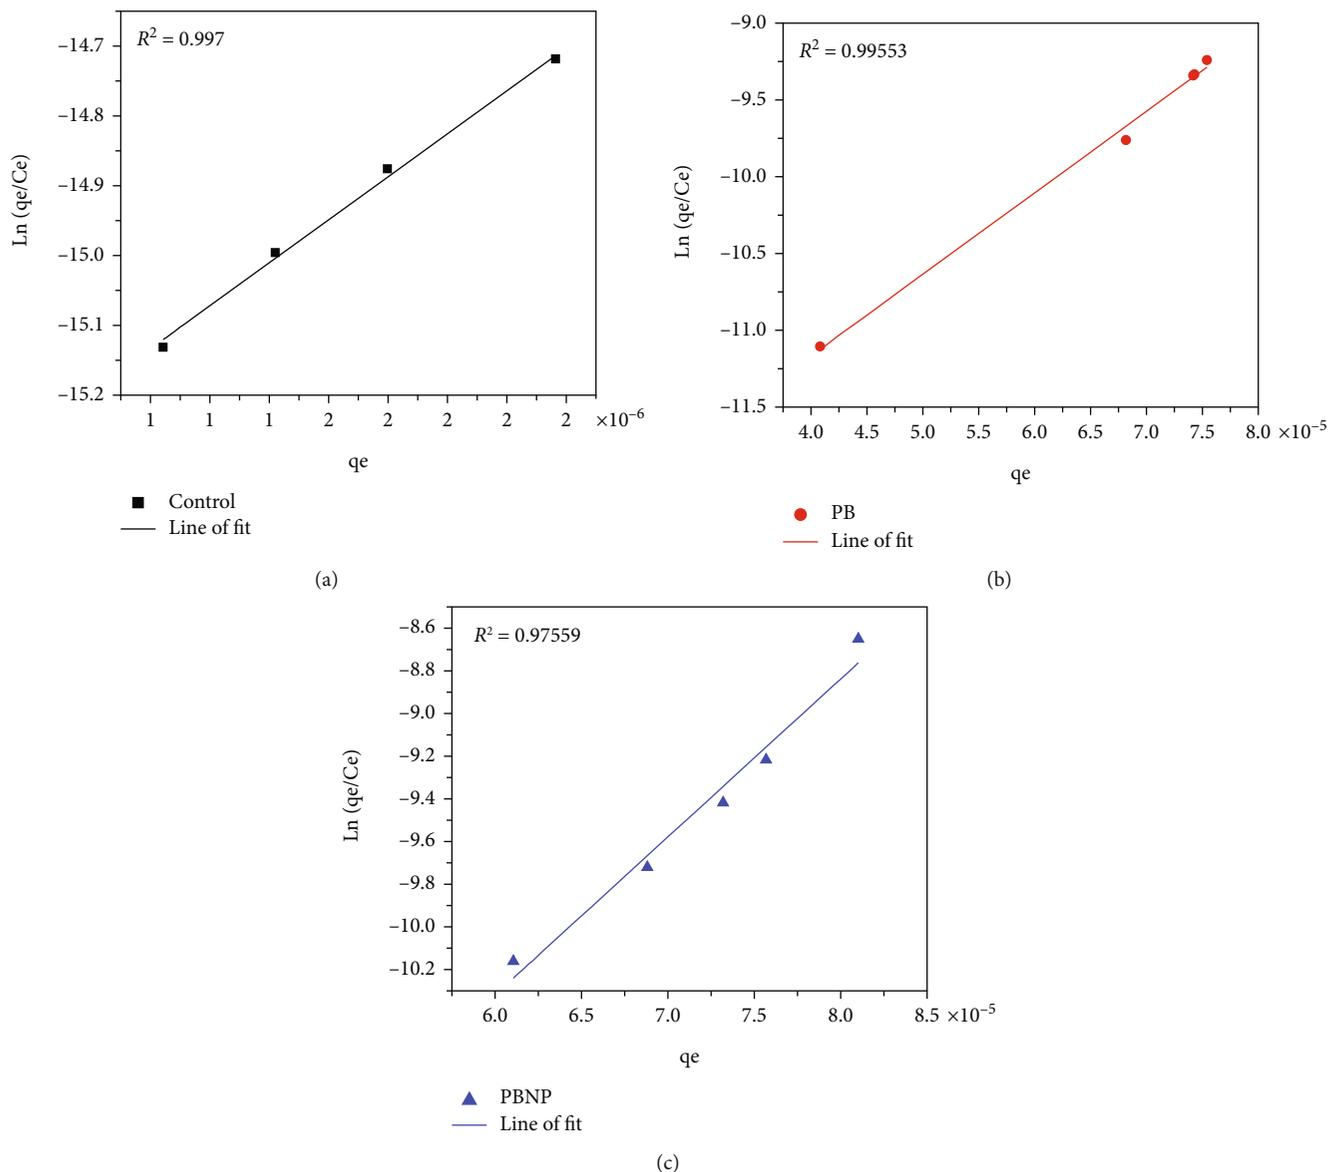 R² = 0.997
−14.7
−14.8
−14.9
−15.0
−15.1
−15.2
Ln (qe/Ce)
1 1 1 2 2 2 2 2 ×10⁻⁶
qe
Control
Line of fit
(a)
R² = 0.99553
−9.0
−9.5
−10.0
−10.5
−11.0
−11.5
Ln (qe/Ce)
4.0 4.5 5.0 5.5 6.0 6.5 7.0 7.5 8.0 ×10⁻⁵
qe
PB
Line of fit
(b)
R² = 0.97559
−8.6
−8.8
−9.0
−9.2
−9.4
−9.6
−9.8
−10.0
−10.2
Ln (qe/Ce)
6.0 6.5 7.0 7.5 8.0 8.5 ×10⁻⁵
qe
PBNP
Line of fit
(c)